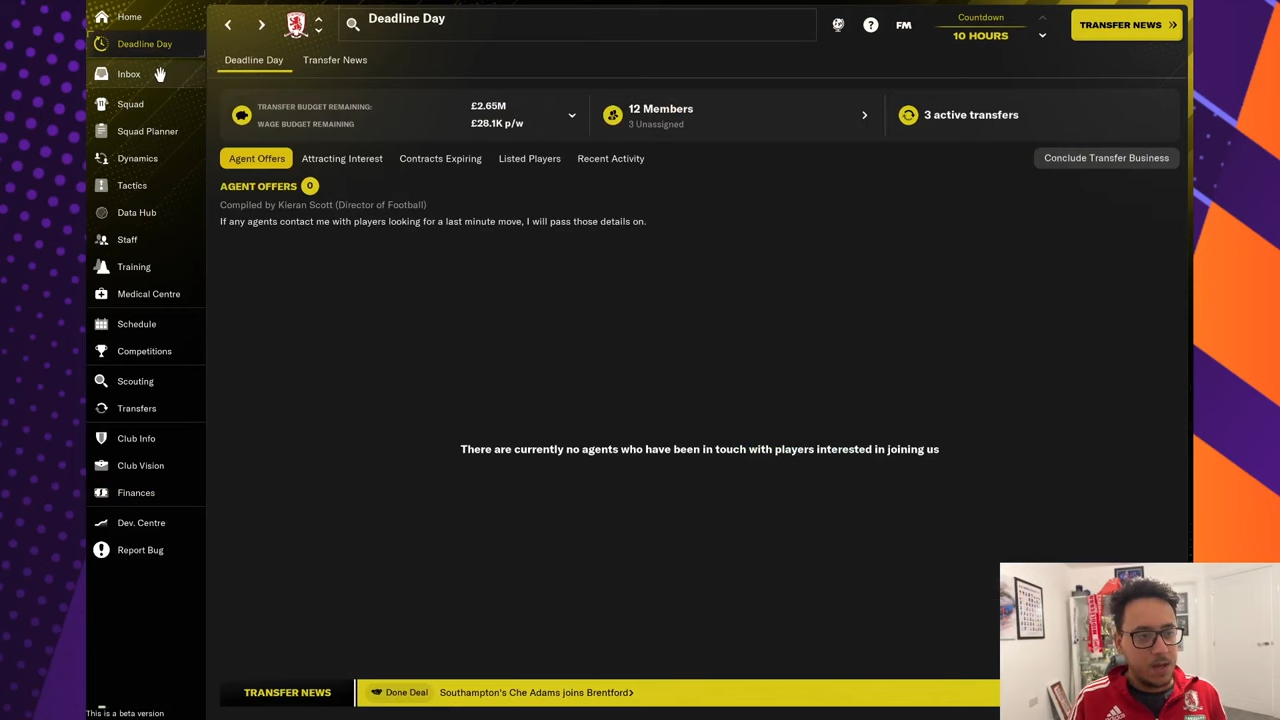 Home
Deadline Day
Inbox
Squad
Squad Planner
Dynamics
Tactics
Data Hub
Staff
Training
Medical Centre
Schedule
Competitions
Scouting
Transfers
Club Info
Club Vision
Finances
Dev. Centre
Report Bug
This is a beta version
Deadline Day
?
FM
Countdown
10 HOURS
TRANSFER NEWS
Deadline Day Transfer News
TRANSFER BUDGET REMAINING: £2.65M
WAGE BUDGET REMAINING £28.1K p/w
12 Members
3 Unassigned
3 active transfers
Agent Offers Attracting Interest Contracts Expiring Listed Players Recent Activity Conclude Transfer Business
AGENT OFFERS 0
Compiled by Kieran Scott (Director of Football)
If any agents contact me with players looking for a last minute move, I will pass those details on.
There are currently no agents who have been in touch with players interested in joining us
TRANSFER NEWS Done Deal Southampton's Che Adams joins Brentford>